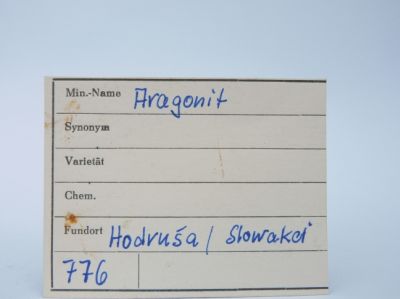 Min.-Name Aragonit
Synonym
Varietät
Chem.
Fundort Hodruša / Slowakei
776